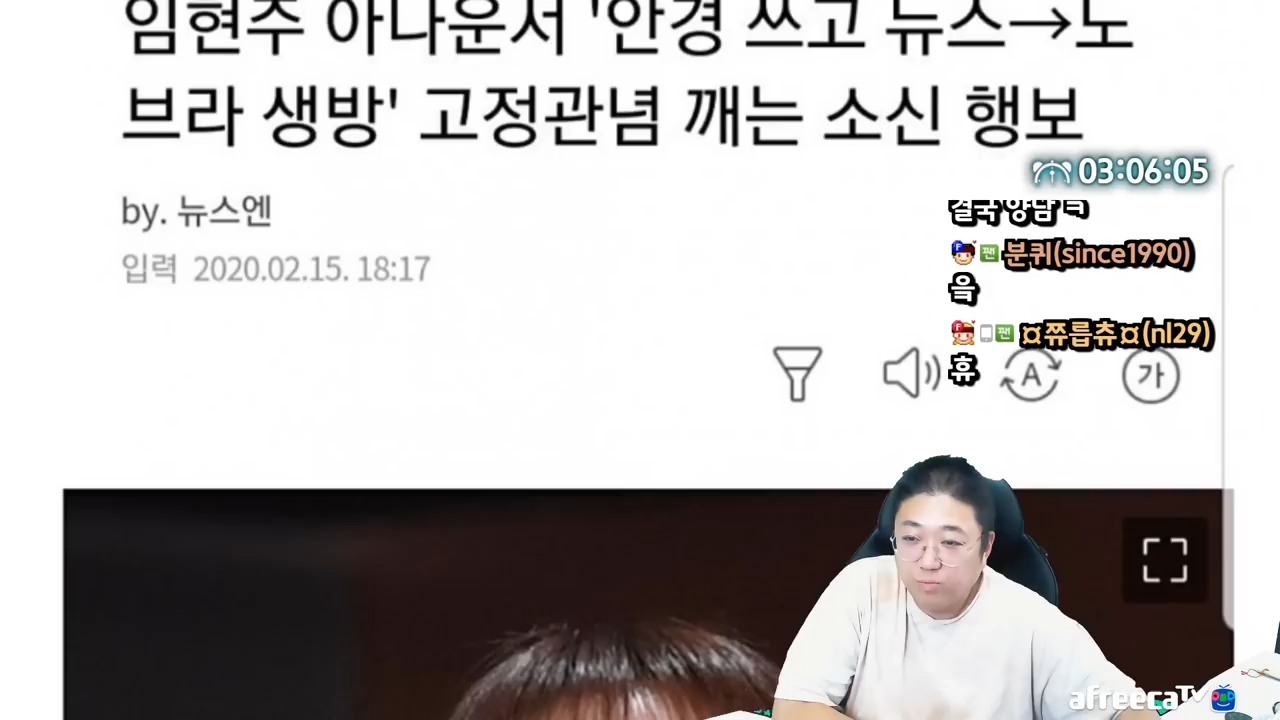 임현주 아나운서 '안경 쓰고 뉴스→노
브라 생방' 고정관념 깨는 소신 행보
by. 뉴스엔
입력 2020.02.15. 18:17
03:06:05
F 팬 분퀴(since1990)
윽
F 팬 ¤쮸릅츄¤(nl29)
휴
A
가
afreecaTV